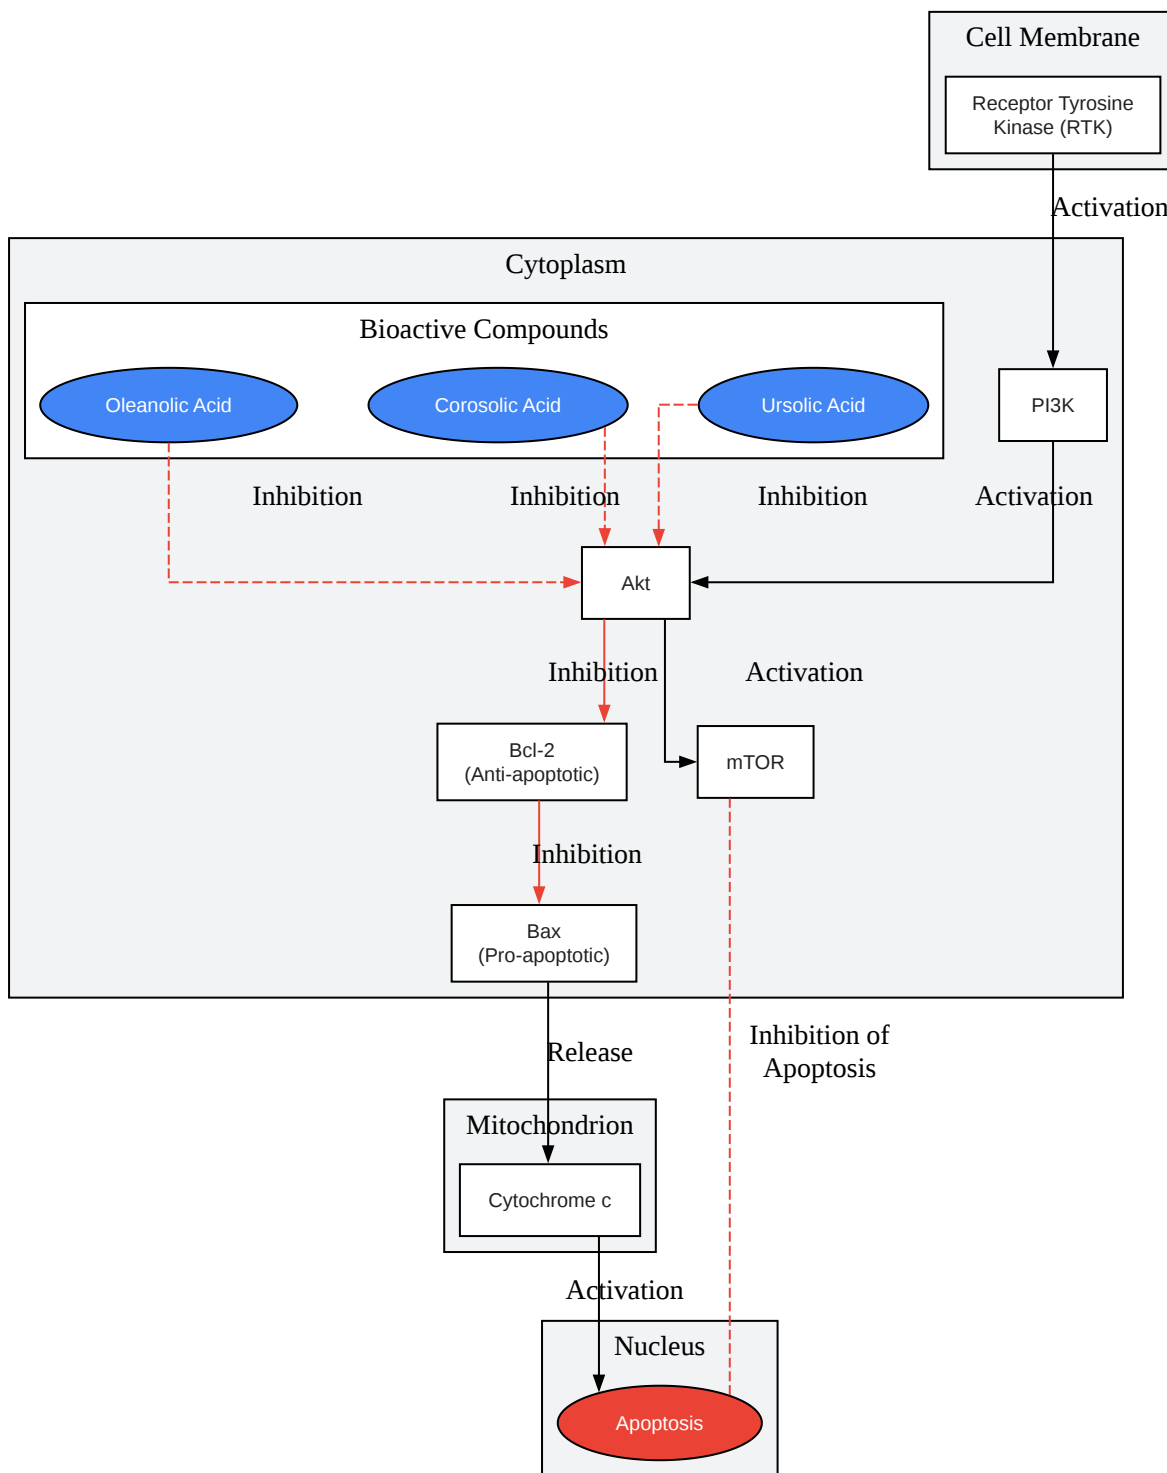 Cell Membrane
Receptor Tyrosine
Kinase (RTK)
Activation
Cytoplasm
Bioactive Compounds
Oleanolic Acid
Corosolic Acid
Ursolic Acid
PI3K
Inhibition
Inhibition
Inhibition
Activation
Akt
Inhibition
Activation
Bcl-2
(Anti-apoptotic)
mTOR
Inhibition
Bax
(Pro-apoptotic)
Release
Inhibition of
Apoptosis
Mitochondrion
Cytochrome c
Activation
Nucleus
Apoptosis